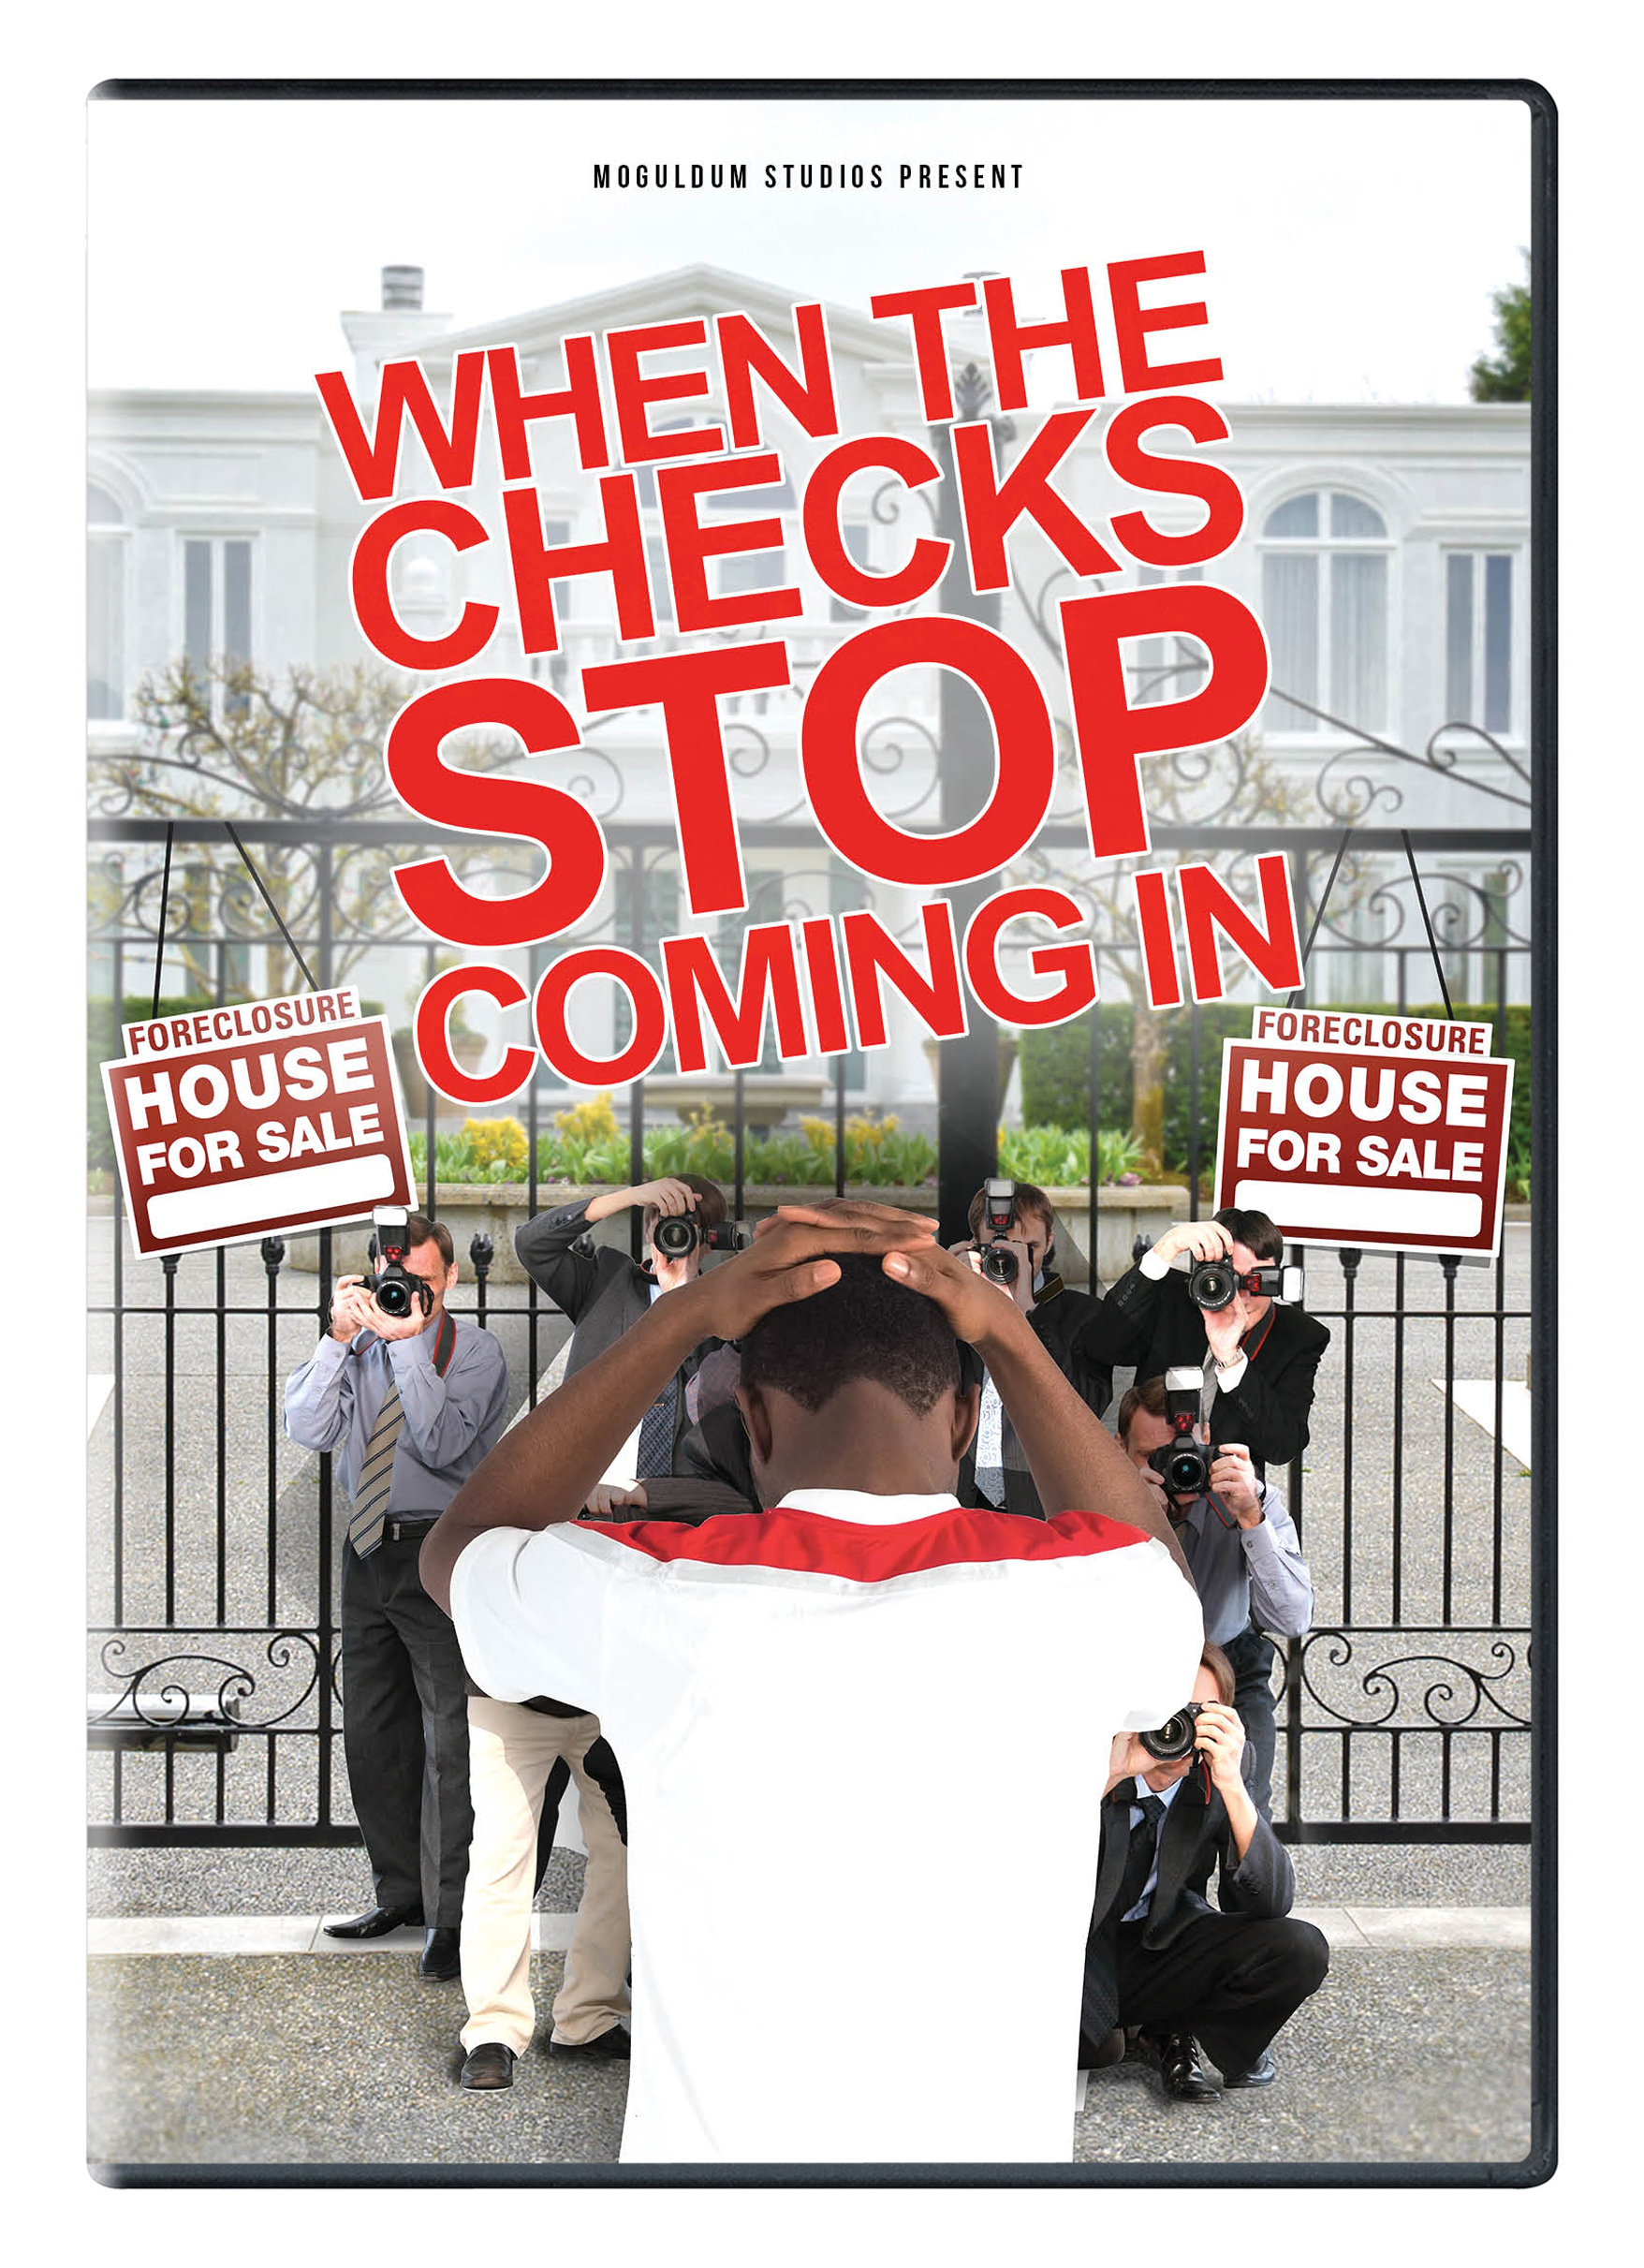 MOGULDUM STUDIOS PRESENT
WHEN THE
CHECKS
STOP
COMING IN
FORECLOSURE
HOUSE
FOR SALE
FORECLOSURE
HOUSE
FOR SALE